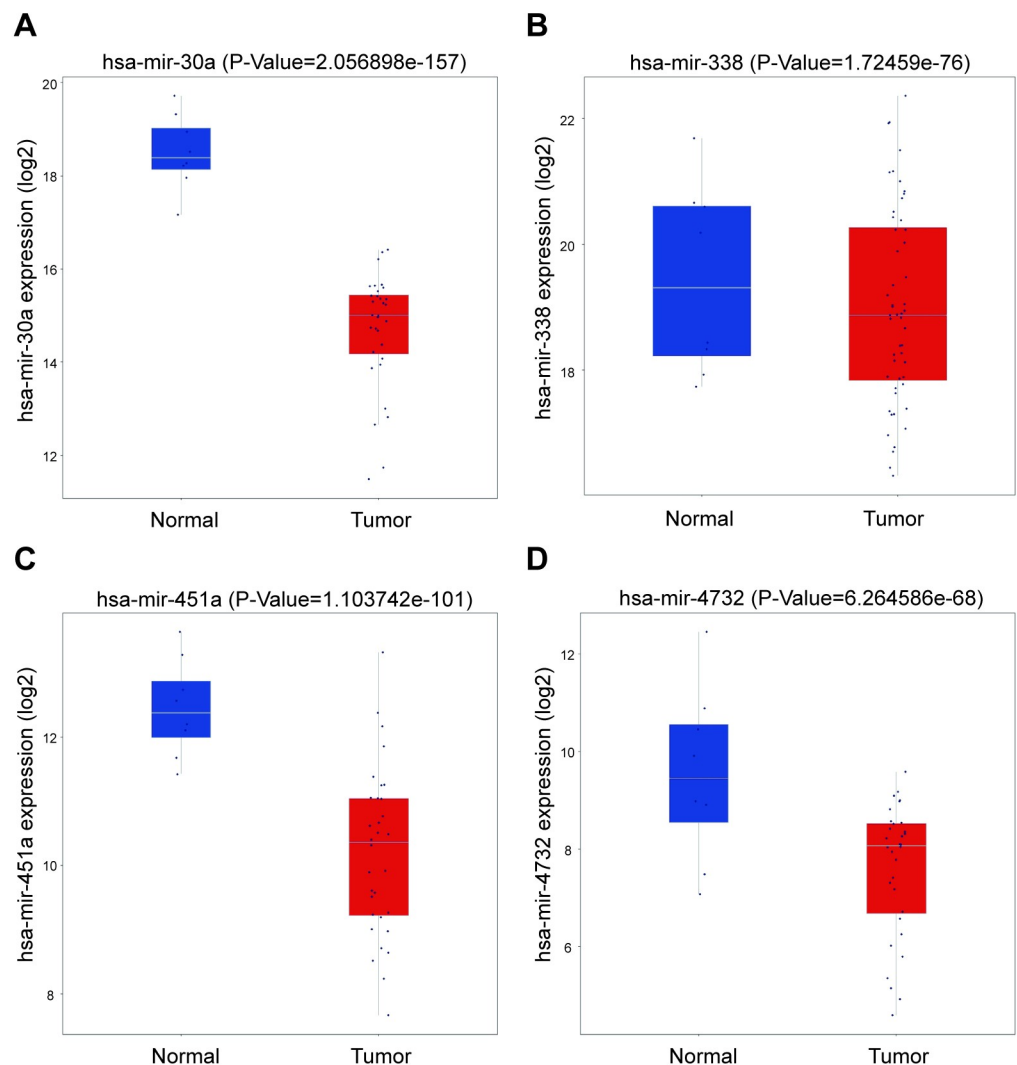 A
hsa-mir-30a (P-Value=2.056898e-157)
hsa-mir-30a expression (log2)
20
18
16
14
12
Normal
Tumor
B
hsa-mir-338 (P-Value=1.72459e-76)
hsa-mir-338 expression (log2)
22
20
18
Normal
Tumor
C
hsa-mir-451a (P-Value=1.103742e-101)
hsa-mir-451a expression (log2)
12
10
8
Normal
Tumor
D
hsa-mir-4732 (P-Value=6.264586e-68)
hsa-mir-4732 expression (log2)
12
10
8
6
Normal
Tumor